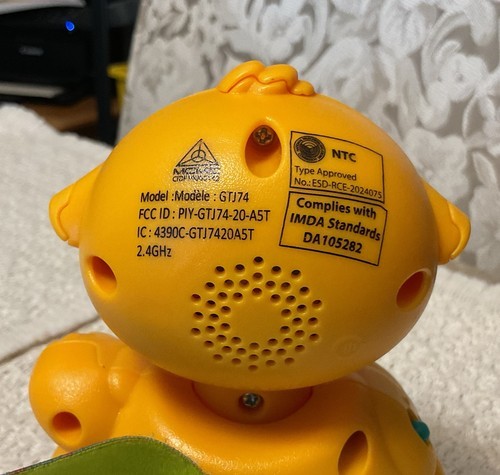 Model :Modèle : GTJ74
FCC ID : PIY-GTJ74-20-A5T
IC : 4390C-GTJ7420A5T
2.4GHz
NTC
Type Approved
No.:ESD-RCE-2024075
Complies with
IMDA Standards
DA105282